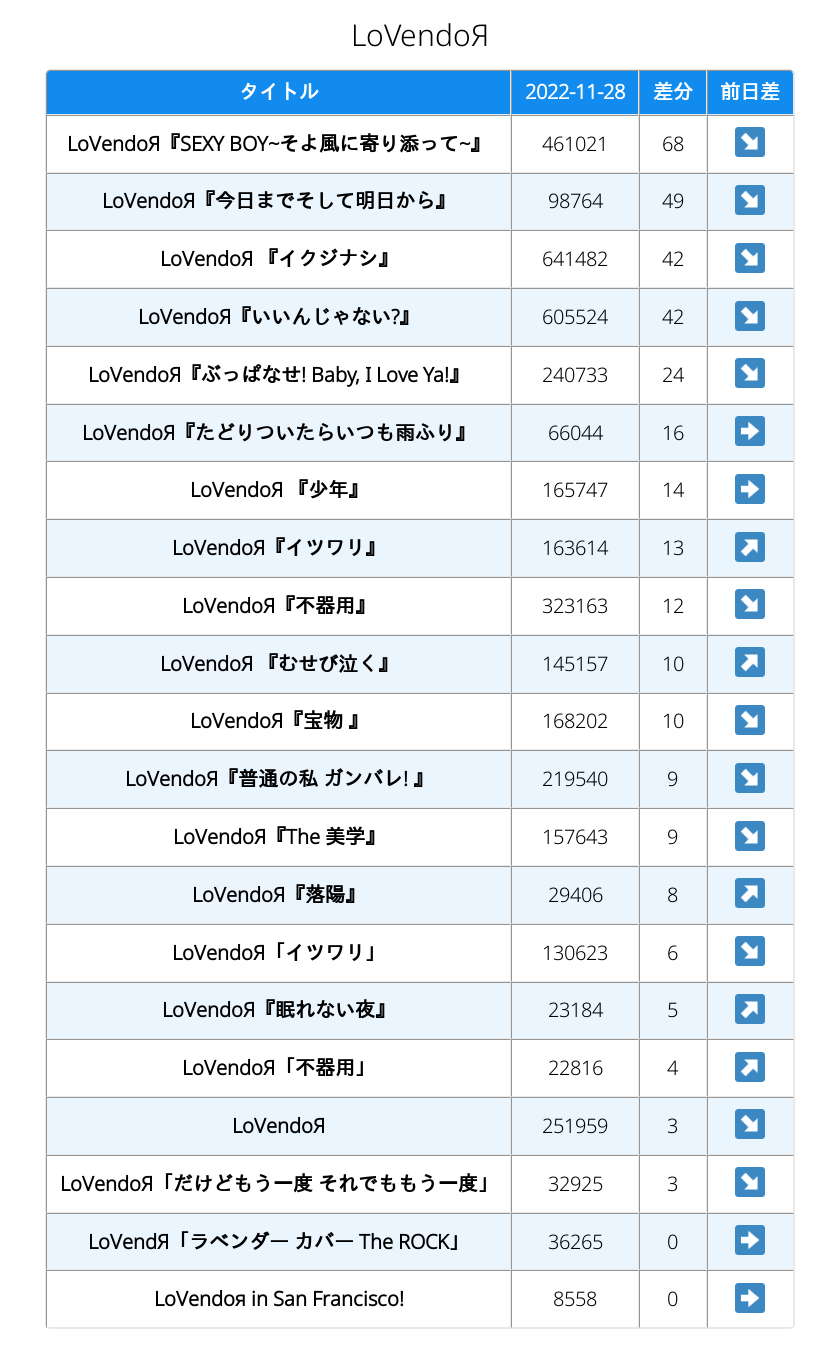 LoVendoЯ
タイトル 2022-11-28 差分 前日差
LoVendoЯ『SEXY BOY~そよ風に寄り添って~』 461021 68
LoVendoЯ『今日までそして明日から』 98764 49
LoVendoЯ 『イクジナシ』 641482 42
LoVendoЯ『いいんじゃない?』 605524 42
LoVendoЯ『ぶっぱなせ! Baby, I Love Ya!』 240733 24
LoVendoЯ『たどりついたらいつも雨ふり』 66044 16
LoVendoЯ 『少年』 165747 14
LoVendoЯ『イツワリ』 163614 13
LoVendoЯ『不器用』 323163 12
LoVendoЯ 『むせび泣く』 145157 10
LoVendoЯ『宝物 』 168202 10
LoVendoЯ『普通の私 ガンバレ! 』 219540 9
LoVendoЯ『The 美学』 157643 9
LoVendoЯ『落陽』 29406 8
LoVendoЯ「イツワリ」 130623 6
LoVendoЯ『眠れない夜』 23184 5
LoVendoЯ「不器用」 22816 4
LoVendoЯ 251959 3
LoVendoЯ「だけどもう一度 それでももう一度」 32925 3
LoVendЯ「ラベンダー カバー The ROCK」 36265 0
LoVendoя in San Francisco! 8558 0